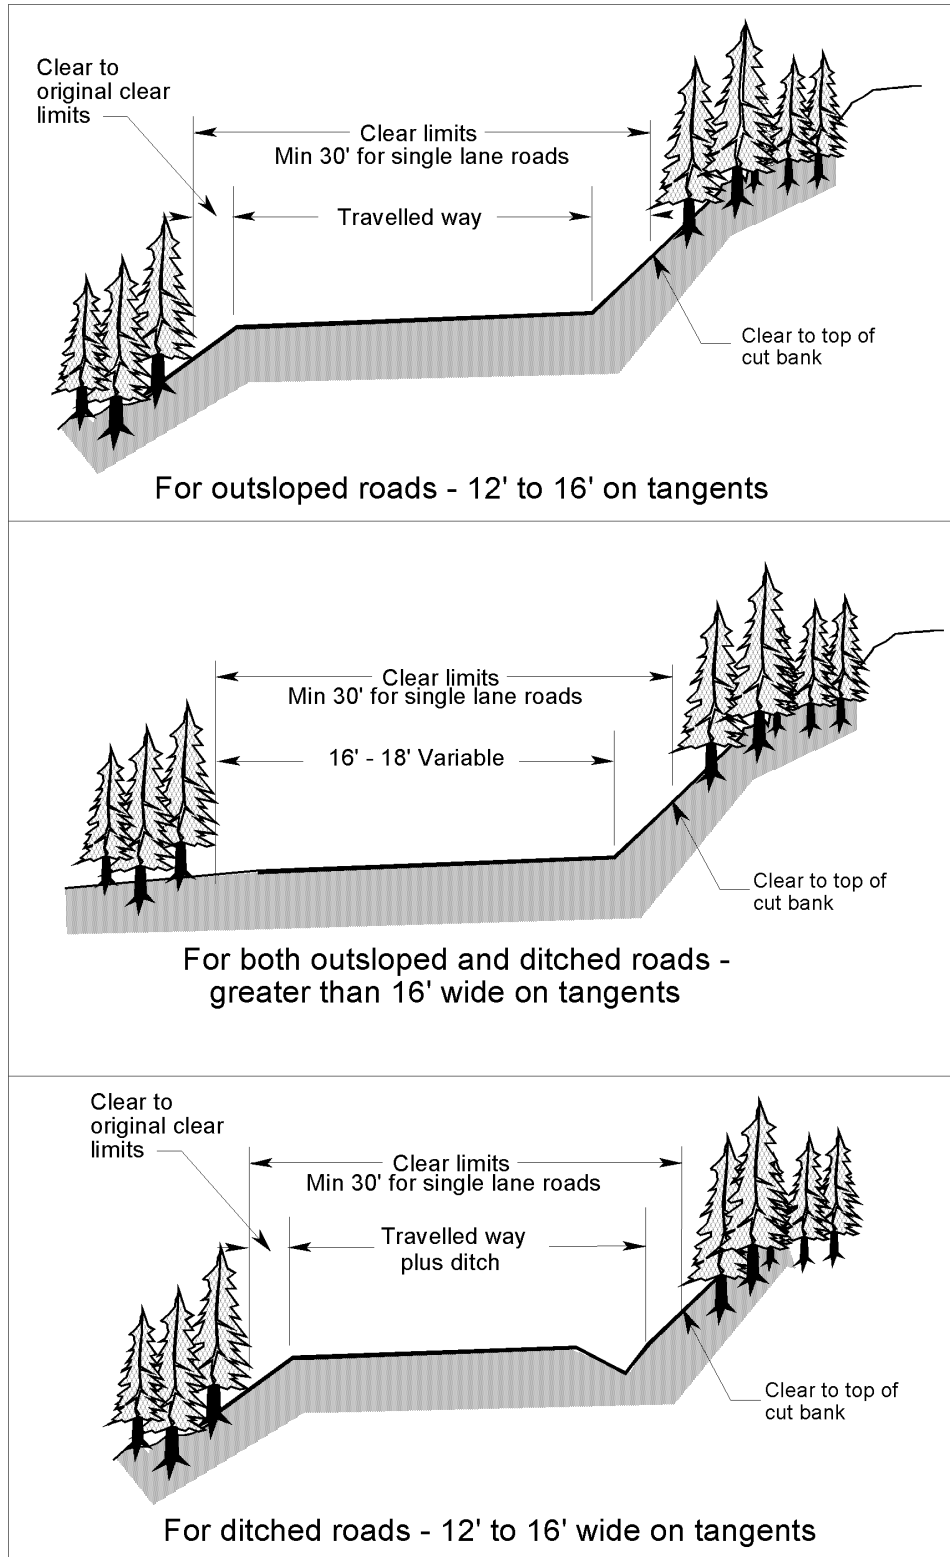 Clear to
original clear
limits
Clear limits
Min 30' for single lane roads
Travelled way
Clear to top of
cut bank
For outsloped roads - 12' to 16' on tangents
Clear limits
Min 30' for single lane roads
16' - 18' Variable
Clear to top of
cut bank
For both outsloped and ditched roads -
greater than 16' wide on tangents
Clear to
original clear
limits
Clear limits
Min 30' for single lane roads
Travelled way
plus ditch
Clear to top of
cut bank
For ditched roads - 12' to 16' wide on tangents